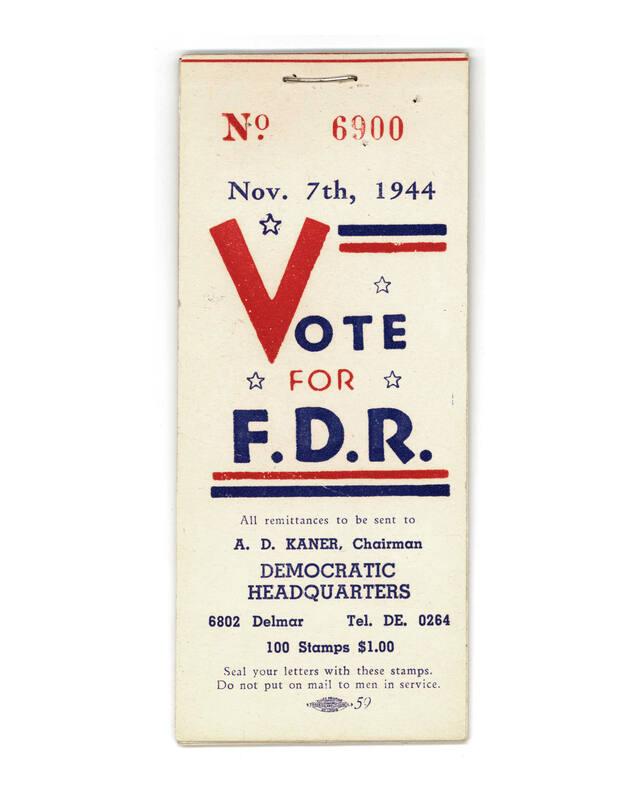 Nº 6900
Nov. 7th, 1944
VOTE
FOR
F.D.R.
All remittances to be sent to
A. D. KANER, Chairman
DEMOCRATIC
HEADQUARTERS
6802 Delmar Tel. DE. 0264
100 Stamps $1.00
Seal your letters with these stamps.
Do not put on mail to men in service.
59